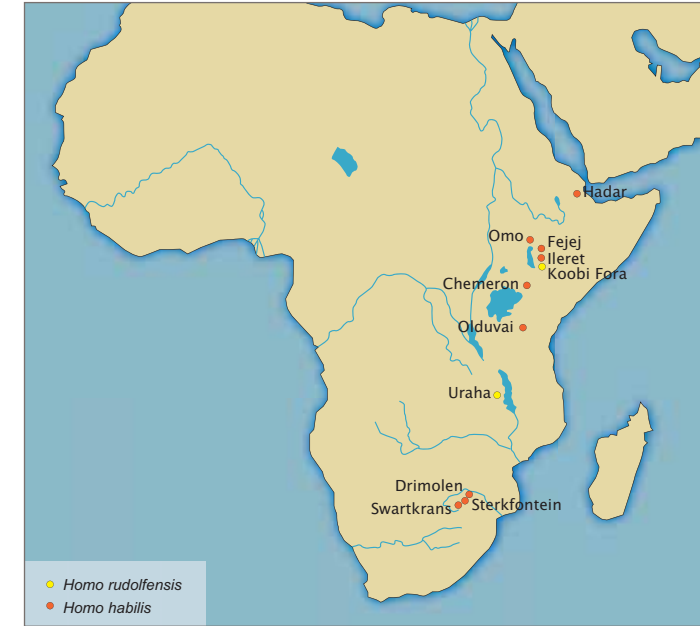 Hadar
Omo
Fejej
Ileret
Koobi Fora
Chemeron
Olduvai
Uraha
Drimolen
Swartkrans
Sterkfontein
Homo rudolfensis
Homo habilis